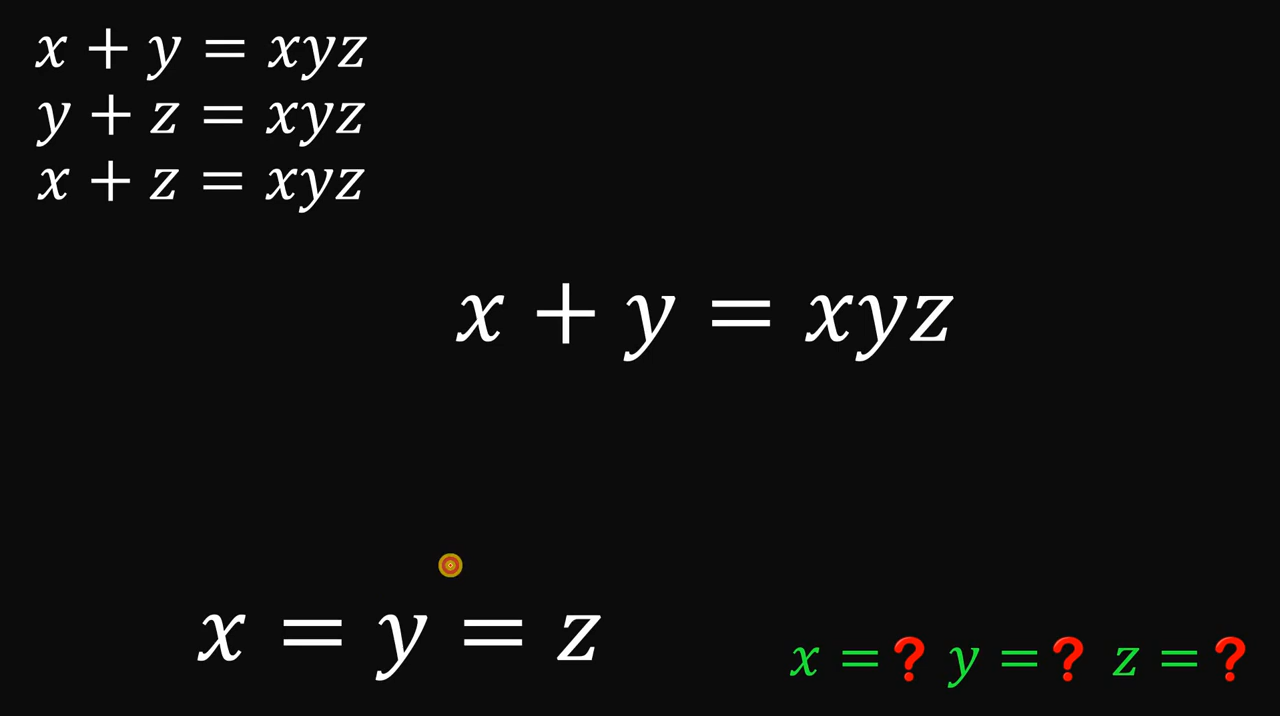 x + y = xyz
y + z = xyz
x + z = xyz
x + y = xyz
x = y = z
x = ❓ y = ❓ z = ❓